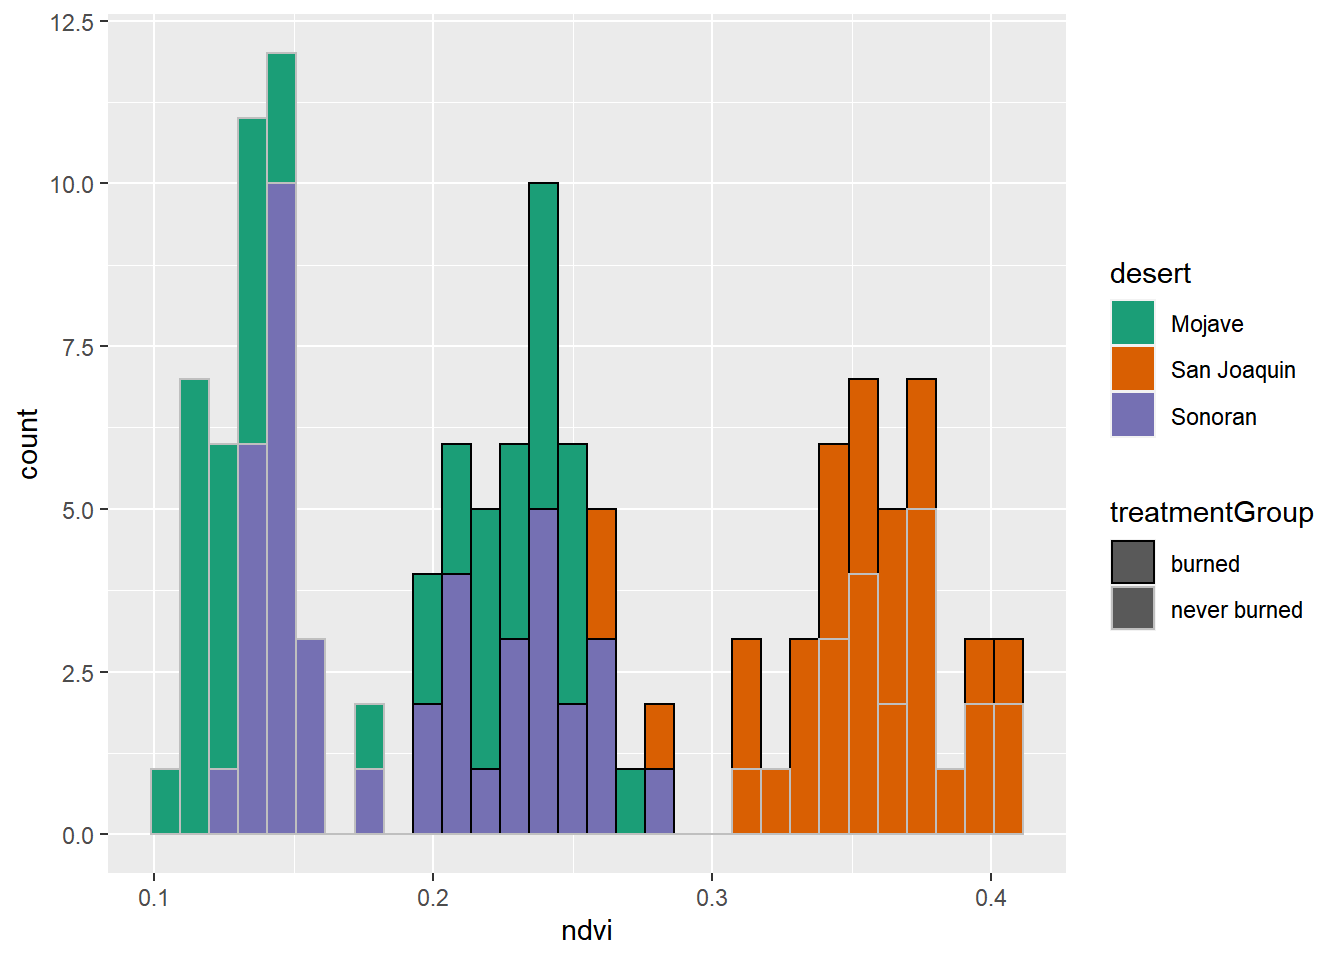 12.5
10.0
7.5
5.0
2.5
0.0
count
0.1 0.2 0.3 0.4
ndvi
desert
Mojave
San Joaquin
Sonoran
treatmentGroup
burned
never burned